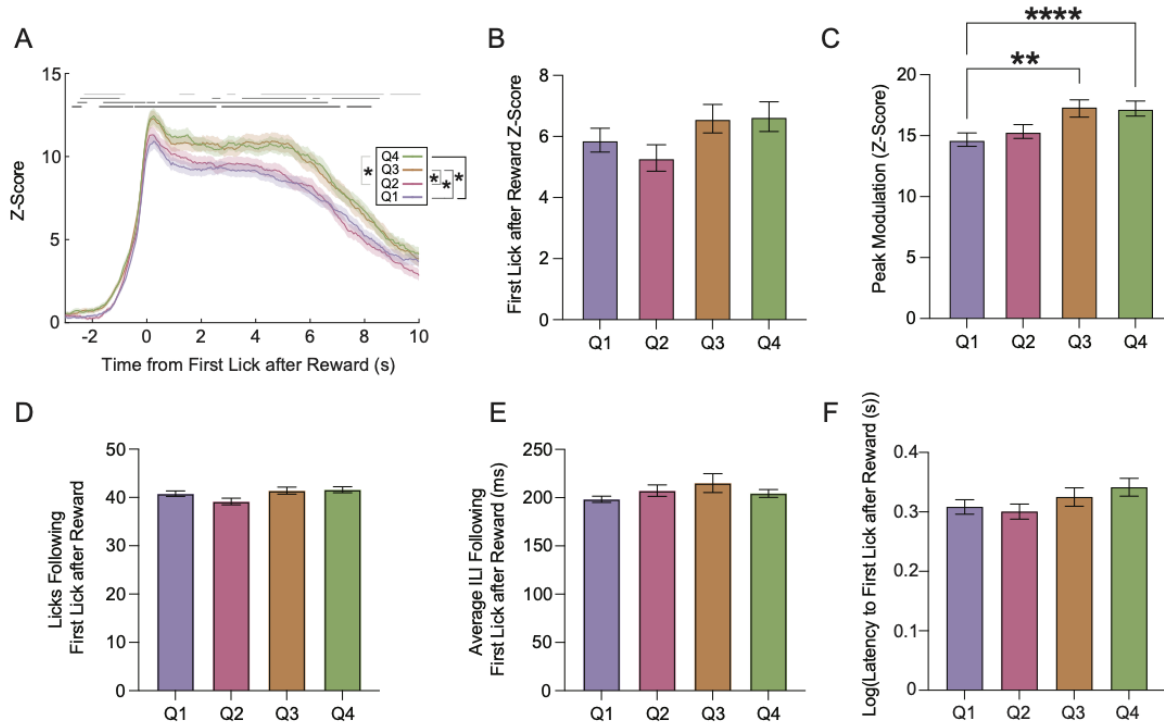 A
Z-Score
15
10
5
0
-2
0
2
4
6
8
10
Time from First Lick after Reward (s)
*
Q4
Q3
Q2
Q1
*
*
*
B
First Lick after Reward Z-Score
8
6
4
2
0
Q1
Q2
Q3
Q4
C
****
**
Peak Modulation (Z-Score)
20
15
10
5
0
Q1
Q2
Q3
Q4
D
Licks Following
First Lick after Reward
50
40
30
20
10
0
Q1
Q2
Q3
Q4
E
Average ILI Following
First Lick after Reward (ms)
250
200
150
100
50
0
Q1
Q2
Q3
Q4
F
Log(Latency to First Lick after Reward (s))
0.4
0.3
0.2
0.1
0.0
Q1
Q2
Q3
Q4